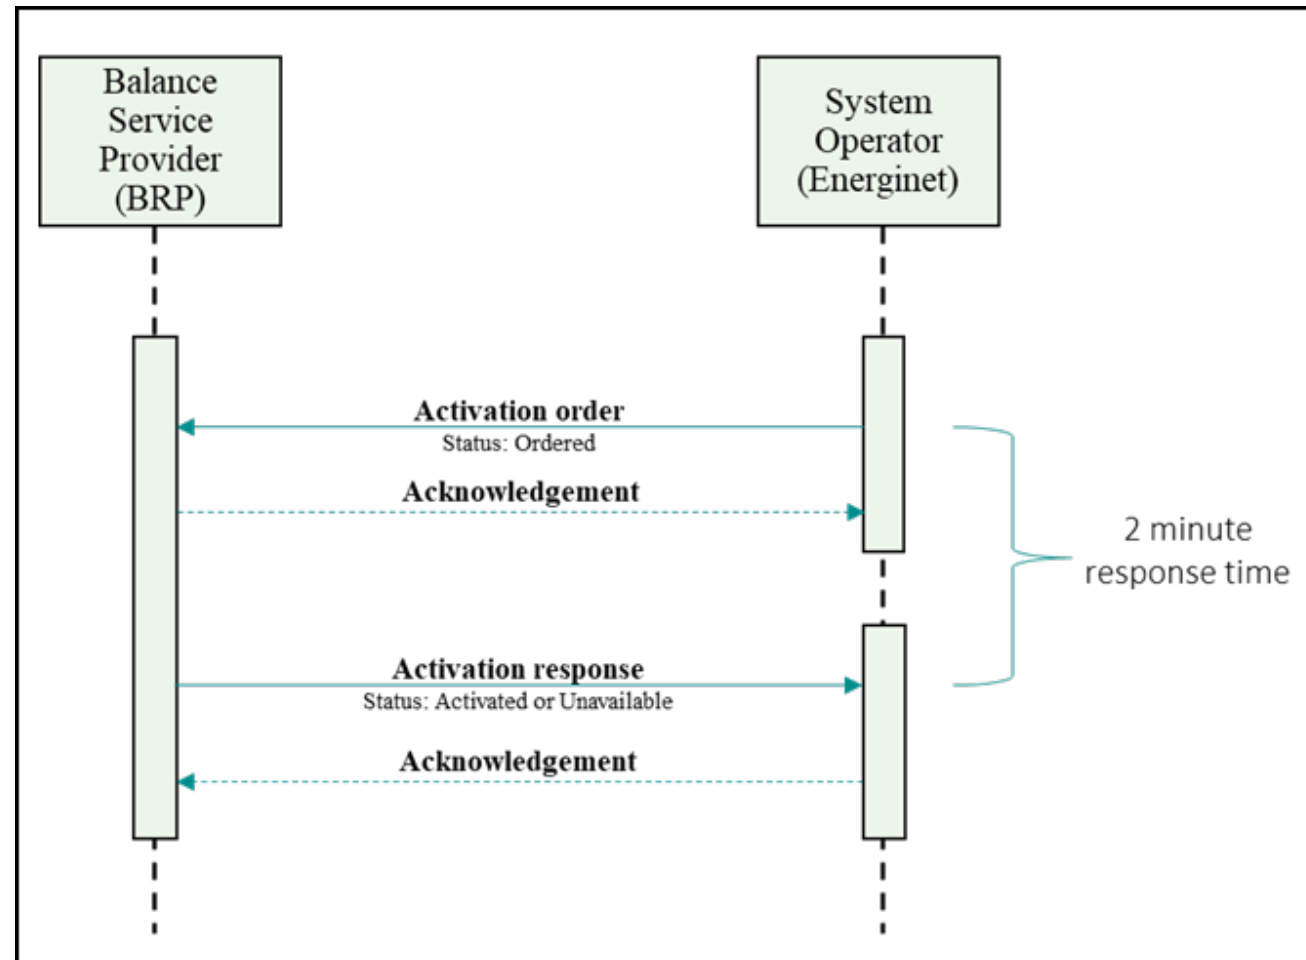 Balance
Service
Provider
(BRP)
System
Operator
(Energinet)
Activation order
Status: Ordered
Acknowledgement
2 minute
response time
Activation response
Status: Activated or Unavailable
Acknowledgement